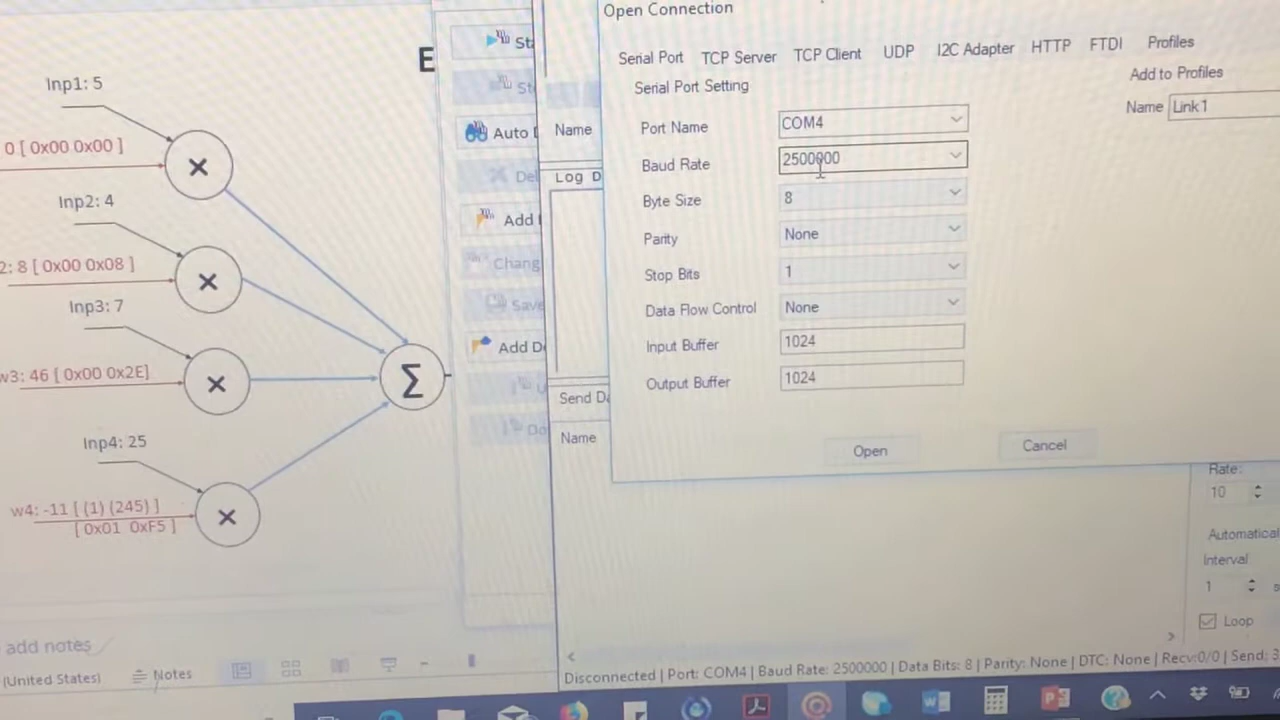 E
Inp1: 5
0 [ 0x00 0x00 ]
Inp2: 4
2: 8 [ 0x00 0x08 ]
Inp3: 7
w3: 46 [ 0x00 0x2E]
Inp4: 25
w4: -11 [ (1) (245) ]
[ 0x01 0xF5 ]
×
×
×
×
Σ
add notes
(United States)
Notes
Auto
Add
Chang
Save
Add
Name
Log D
Send Da
Name
Open Connection
Serial Port TCP Server TCP Client UDP I2C Adapter HTTP FTDI Profiles
Serial Port Setting
Port Name COM4
Baud Rate 2500000
Byte Size 8
Parity None
Stop Bits 1
Data Flow Control None
Input Buffer 1024
Output Buffer 1024
Add to Profiles
Name Link1
Open
Cancel
Rate:
10
Automatical
Interval
1
Loop
Disconnected | Port: COM4 | Baud Rate: 2500000 | Data Bits: 8 | Parity: None | DTC: None | Recv:0/0 | Send: 3